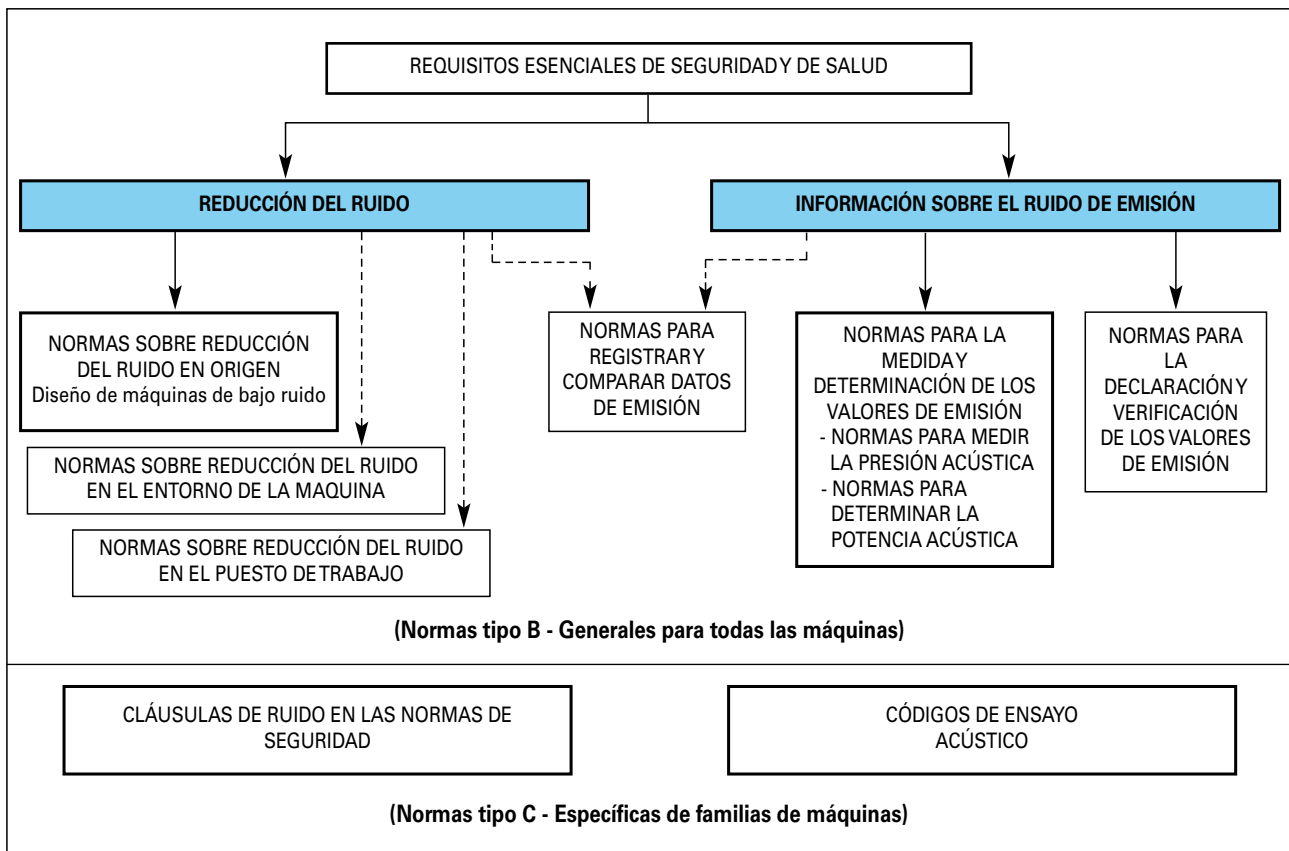 REQUISITOS ESENCIALES DE SEGURIDAD Y DE SALUD
REDUCCIÓN DEL RUIDO
INFORMACIÓN SOBRE EL RUIDO DE EMISIÓN
NORMAS SOBRE REDUCCIÓN
DEL RUIDO EN ORIGEN
Diseño de máquinas de bajo ruido
NORMAS SOBRE REDUCCIÓN DEL RUIDO
EN EL ENTORNO DE LA MAQUINA
NORMAS SOBRE REDUCCIÓN DEL RUIDO
EN EL PUESTO DE TRABAJO
NORMAS PARA
REGISTRAR Y
COMPARAR DATOS
DE EMISIÓN
NORMAS PARA LA
MEDIDA Y
DETERMINACIÓN DE LOS
VALORES DE EMISIÓN
- NORMAS PARA MEDIR
LA PRESIÓN ACÚSTICA
- NORMAS PARA
DETERMINAR LA
POTENCIA ACÚSTICA
NORMAS PARA
LA
DECLARACIÓN Y
VERIFICACIÓN
DE LOS VALORES
DE EMISIÓN
(Normas tipo B - Generales para todas las máquinas)
CLÁUSULAS DE RUIDO EN LAS NORMAS DE
SEGURIDAD
CÓDIGOS DE ENSAYO
ACÚSTICO
(Normas tipo C - Específicas de familias de máquinas)